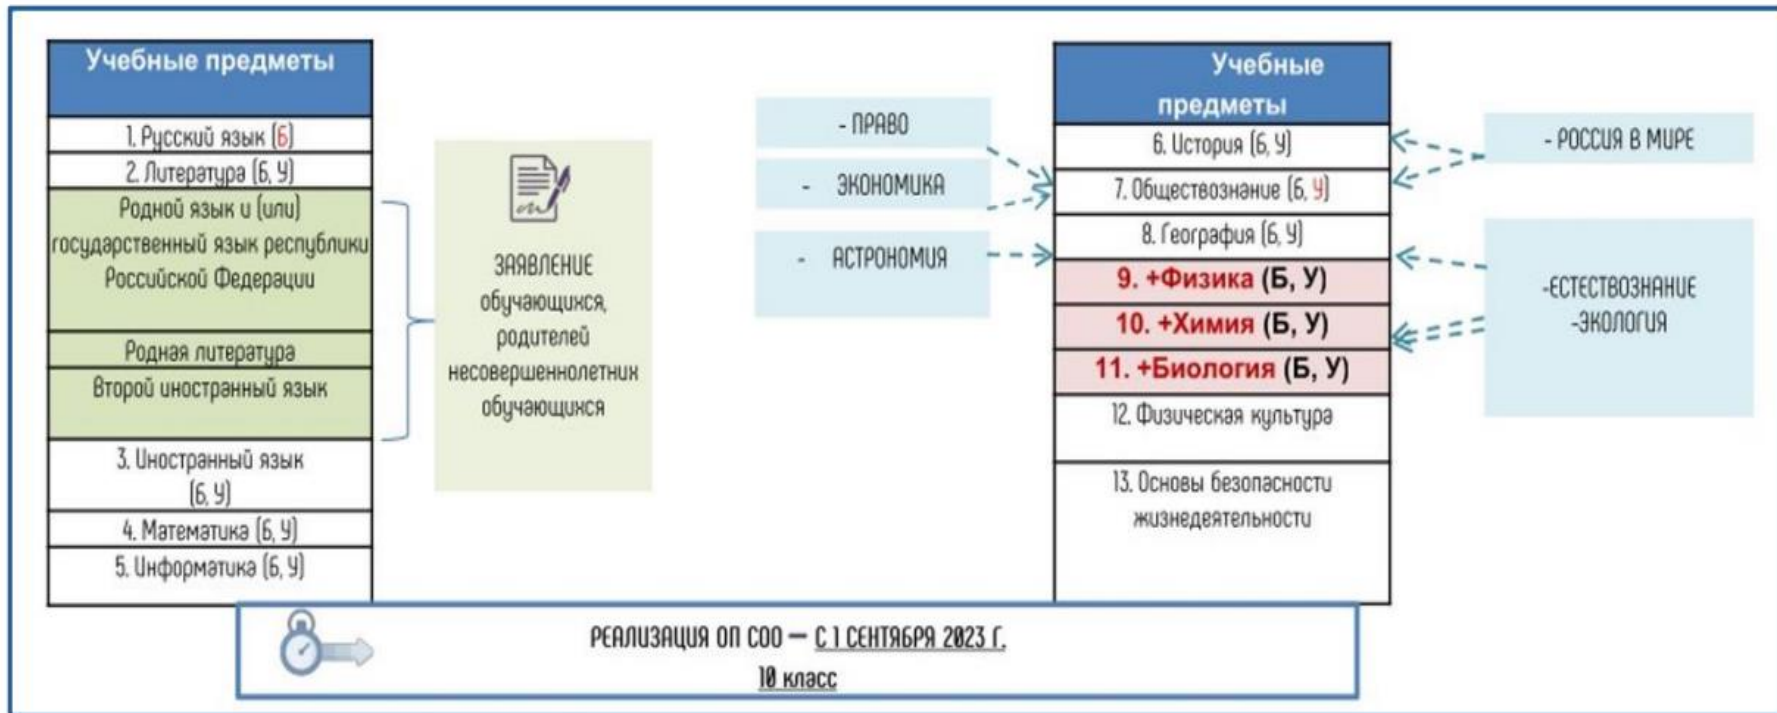 Учебные предметы
1. Русский язык (Б)
2. Литература (Б, У)
Родной язык и (или)
государственный язык республики
Российской Федерации
Родная литература
Второй иностранный язык
3. Иностранный язык
(Б, У)
4. Математика (Б, У)
5. Информатика (Б, У)
ЗАЯВЛЕНИЕ
обучающихся,
родителей
несовершеннолетних
обучающихся
- ПРАВО
- ЭКОНОМИКА
- АСТРОНОМИЯ
Учебные
предметы
6. История (Б, У)
7. Обществознание (Б, У)
8. География (Б, У)
9. +Физика (Б, У)
10. +Химия (Б, У)
11. +Биология (Б, У)
12. Физическая культура
13. Основы безопасности
жизнедеятельности
- РОССИЯ В МИРЕ
-ЕСТЕСТВОЗНАНИЕ
-ЭКОЛОГИЯ
РЕАЛИЗАЦИЯ ОП СОО — С 1 СЕНТЯБРЯ 2023 Г.
10 класс